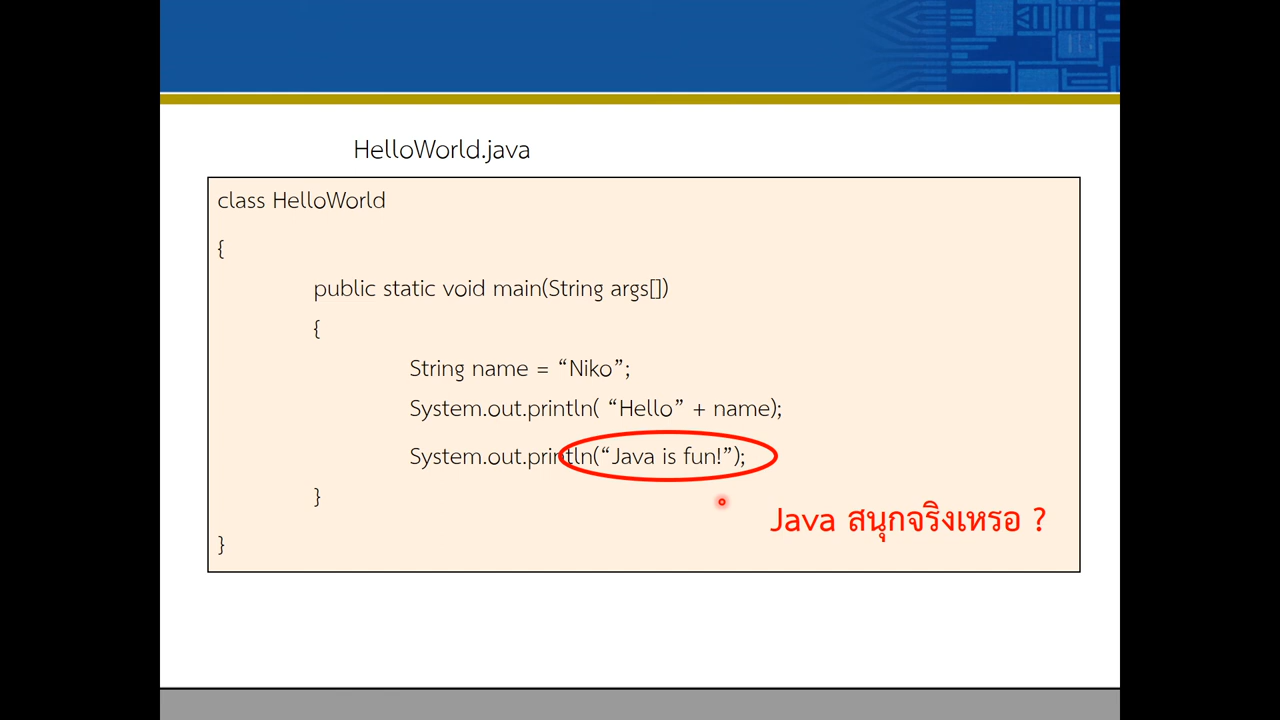 HelloWorld.java
class HelloWorld
{
public static void main(String args[])
{
String name = “Niko”;
System.out.println( “Hello” + name);
System.out.println(“Java is fun!”);
}
Java สนุกจริงเหรอ ?
}